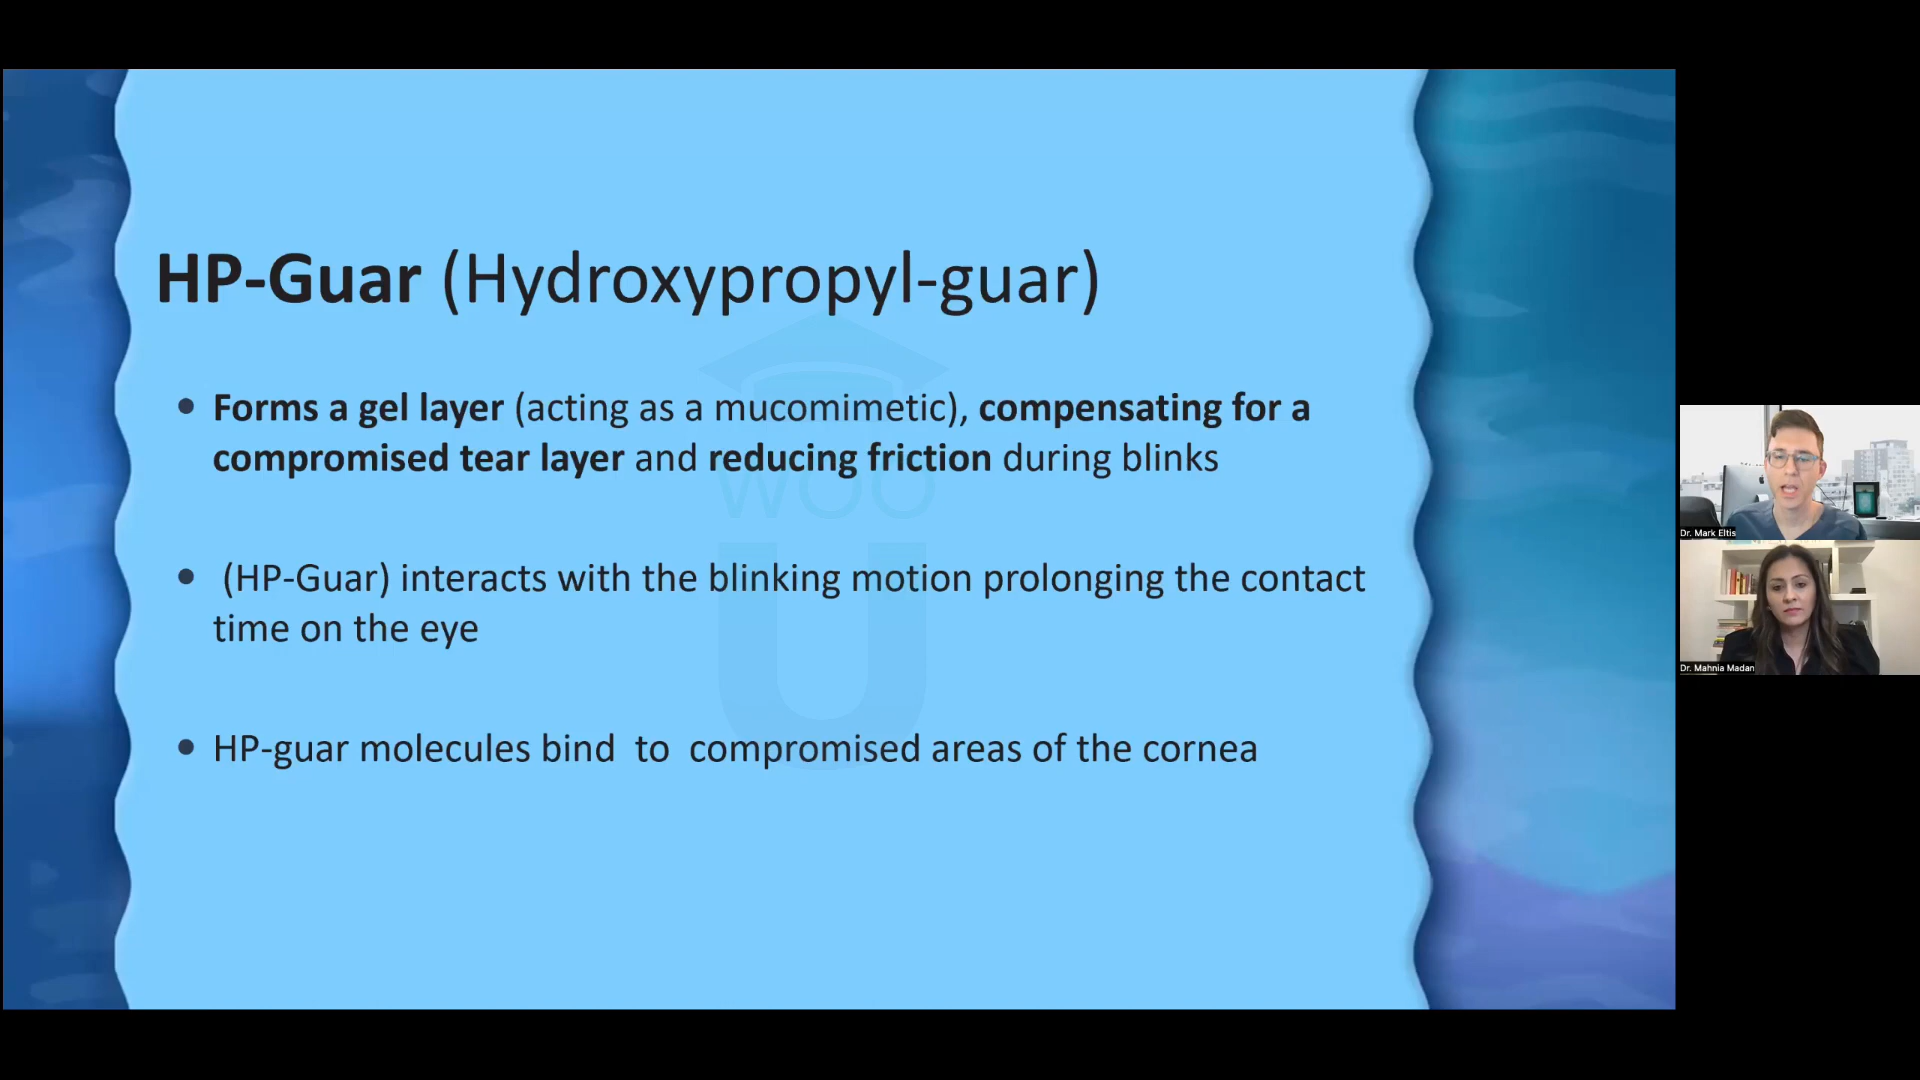 HP-Guar (Hydroxypropyl-guar)
• Forms a gel layer (acting as a mucomimetic), compensating for a
compromised tear layer and reducing friction during blinks
• (HP-Guar) interacts with the blinking motion prolonging the contact
time on the eye
• HP-guar molecules bind to compromised areas of the cornea
WOO
U
Dr. Mark Eltis
Dr. Mahnia Madan